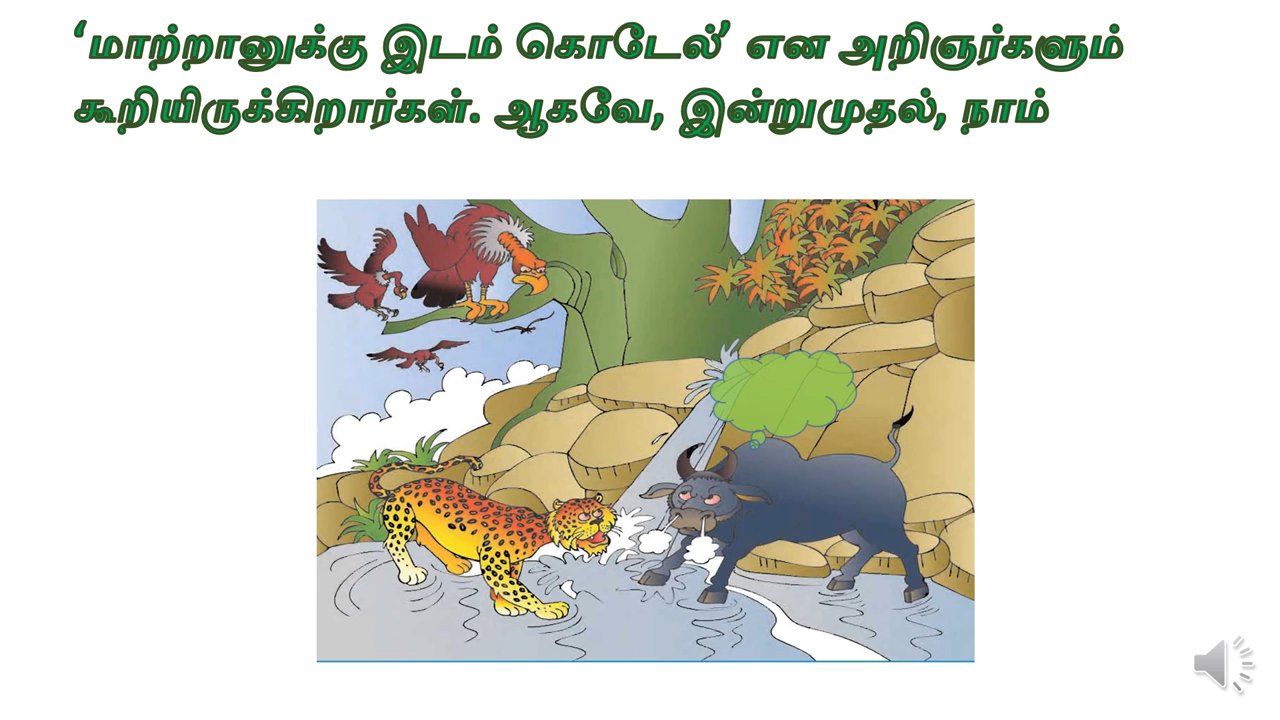 ‘மாற்றானுக்கு இடம் கொடேல்’ என அறிஞர்களும்
கூறியிருக்கிறார்கள். ஆகவே, இன்றுமுதல், நாம்